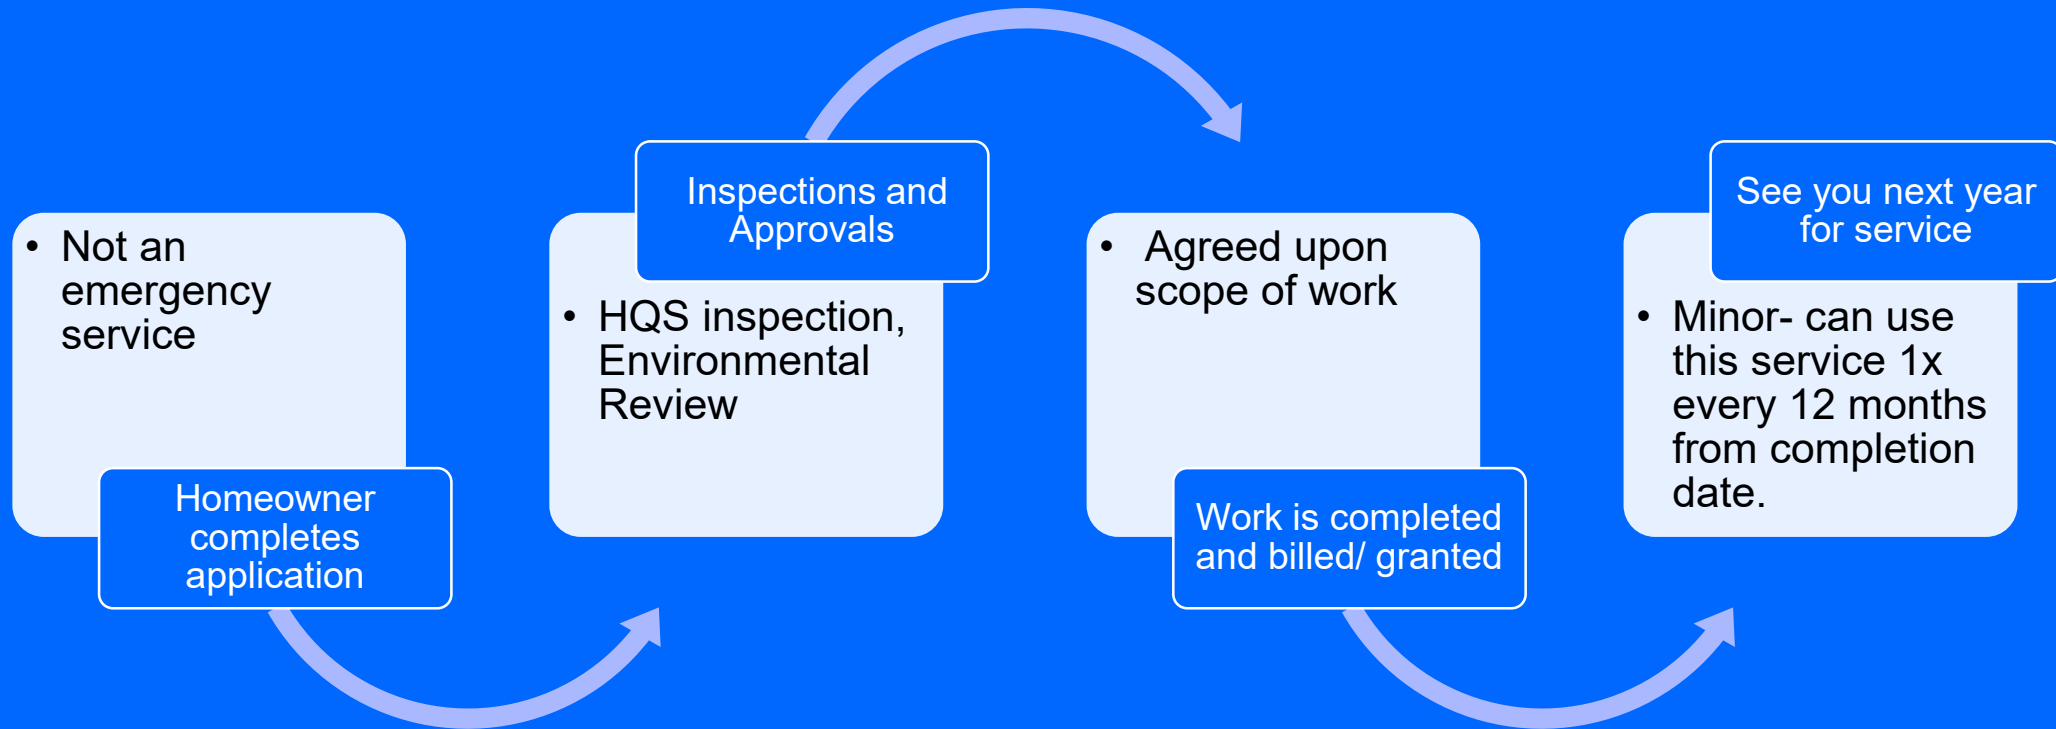 • Not an
emergency
service
Homeowner
completes
application
Inspections and
Approvals
• HQS inspection,
Environmental
Review
• Agreed upon
scope of work
Work is completed
and billed/ granted
See you next year
for service
• Minor- can use
this service 1x
every 12 months
from completion
date.